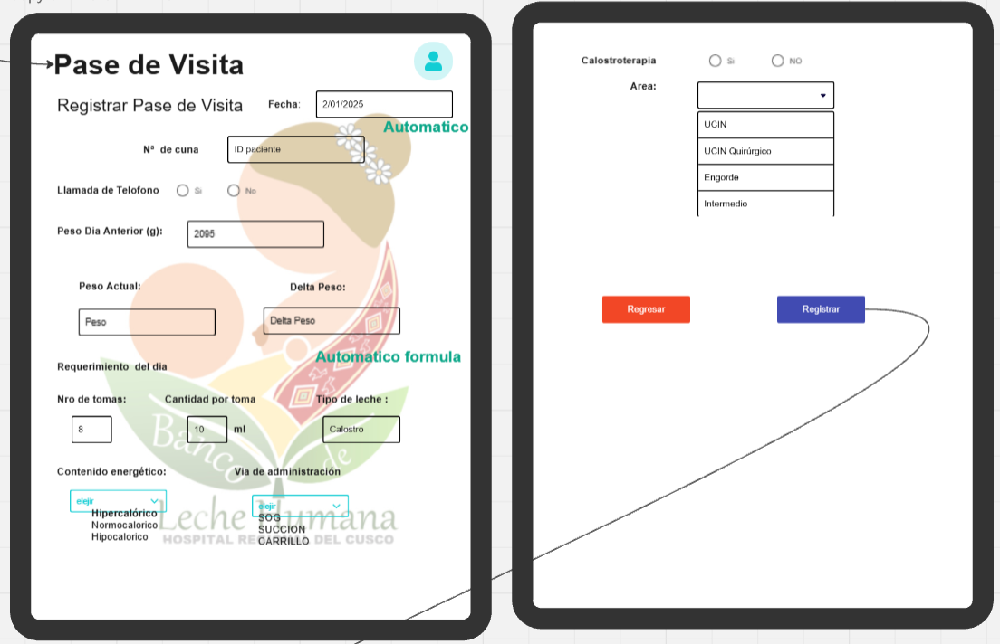 Pase de Visita
Registrar Pase de Visita
Fecha:
2/01/2025
Automatico
Nª de cuna
ID paciente
Llamada de Telofono
Si
No
Peso Dia Anterior (g):
2095
Peso Actual:
Delta Peso:
Peso
Delta Peso
Automatico formula
Requerimiento del dia
Nro de tomas:
Cantidad por toma
Tipo de leche :
8
10
ml
Calostro
Banco
de
Contenido energético:
Via de administración
elejir
elejir
Hipercalórico
Normocalorico
Hipocalorico
SOG
SUCCION
CARRILLO
Leche Humana
HOSPITAL REGIONAL DEL CUSCO
Calostroterapia
Si
NO
Area:
UCIN
UCIN Quirúrgico
Engorde
Intermedio
Regresar
Registrar